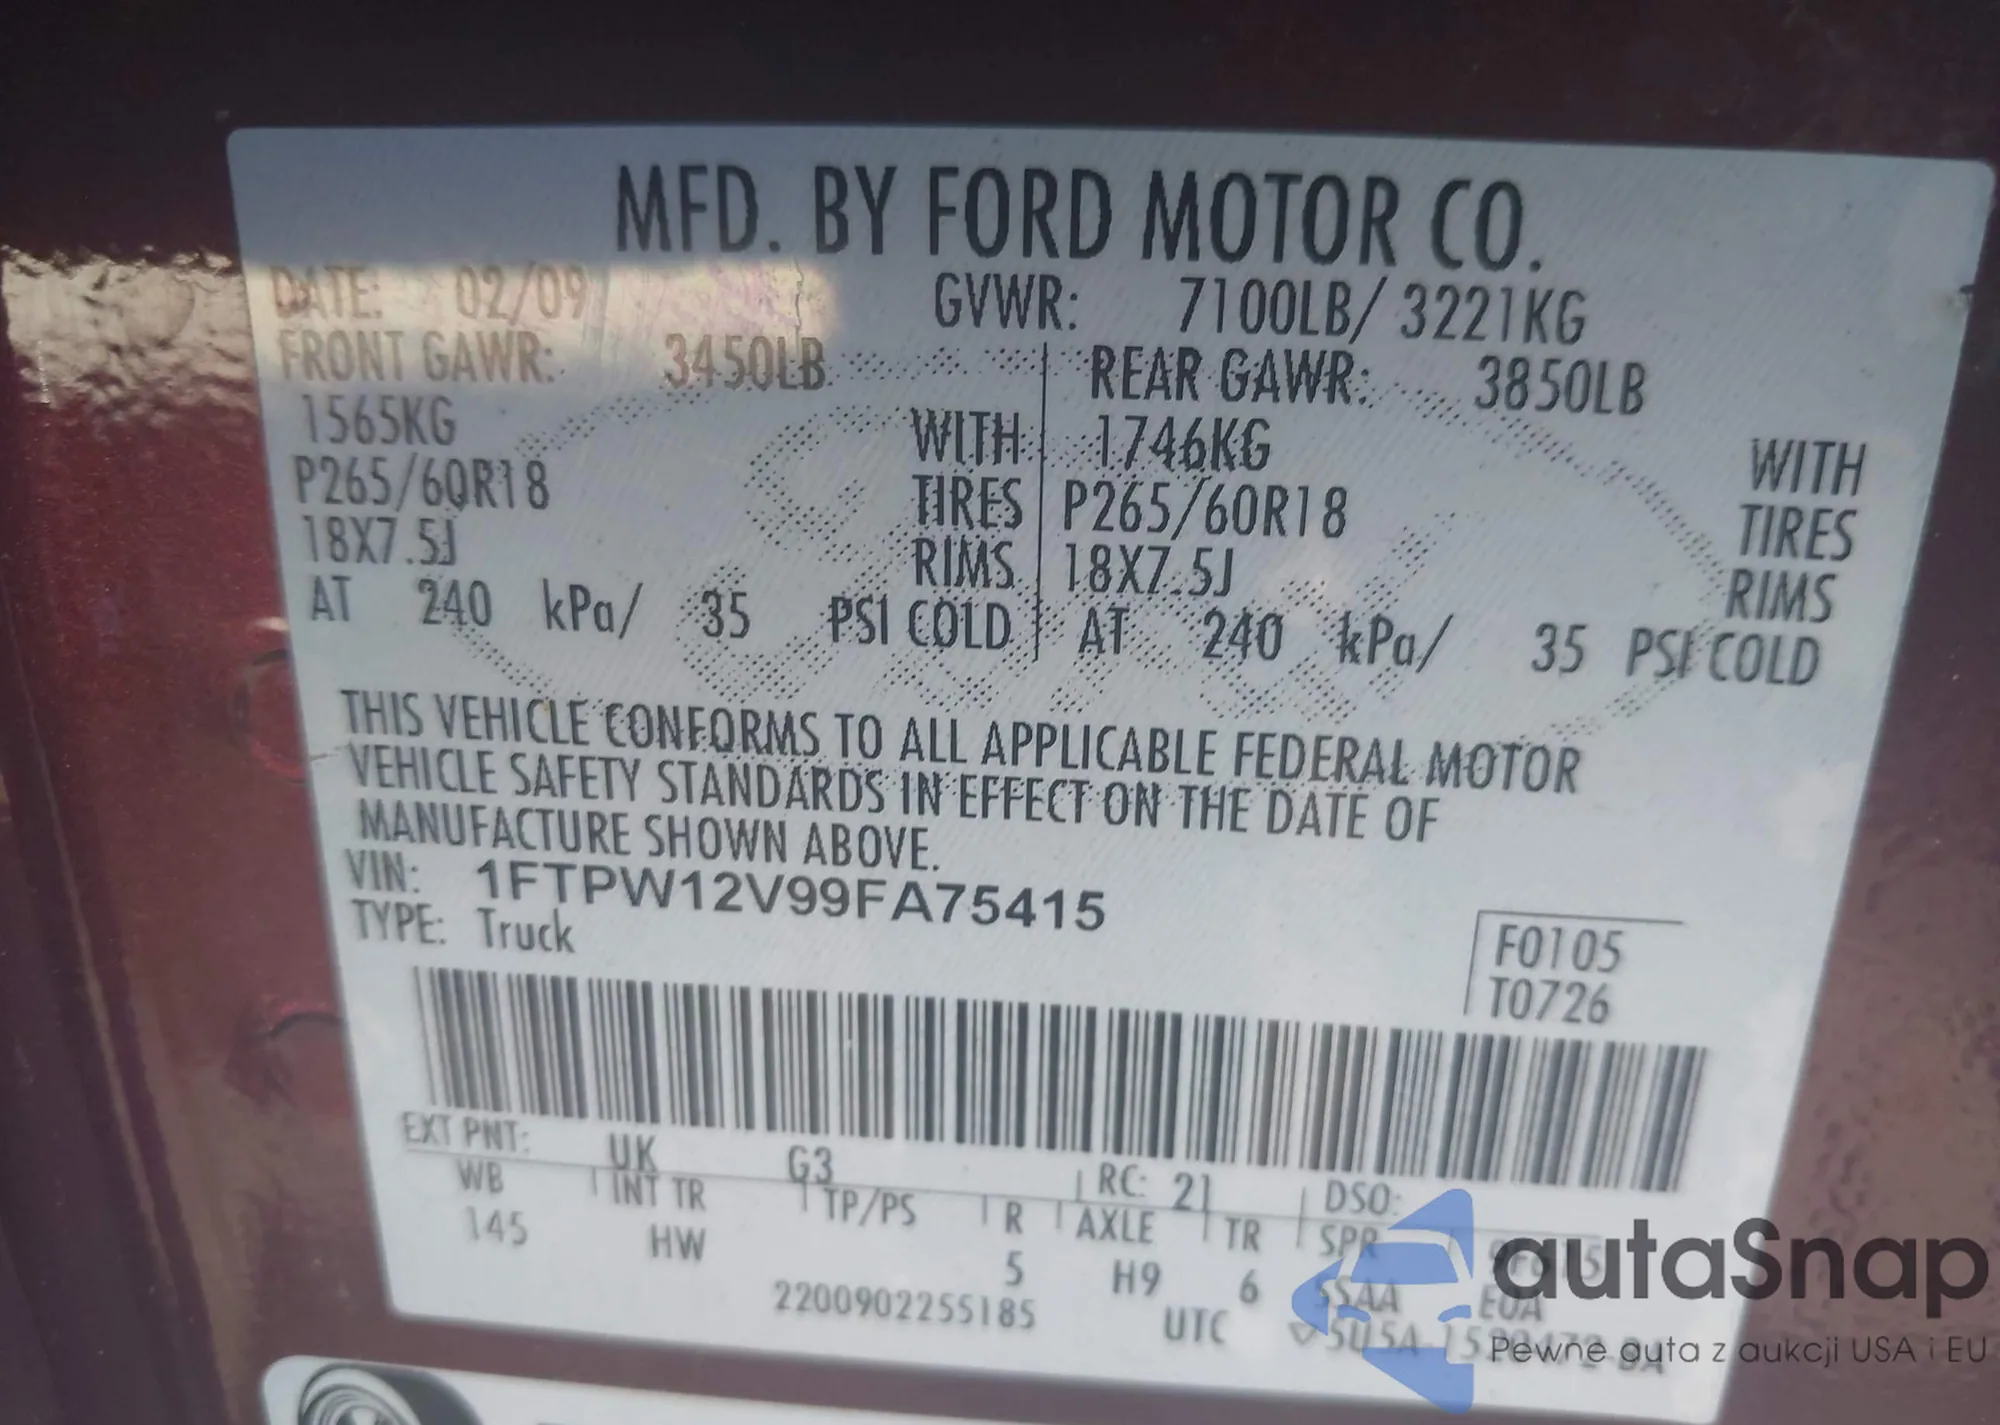 MFD. BY FORD MOTOR CO.
DATE: 02/09 GVWR: 7100LB/ 3221KG
FRONT GAWR: 3450LB REAR GAWR: 3850LB
1565KG WITH 1746KG WITH
P265/60R18 TIRES P265/60R18 TIRES
18X7.5J RIMS 18X7.5J RIMS
AT 240 kPa/ 35 PSI COLD AT 240 kPa/ 35 PSI COLD
THIS VEHICLE CONFORMS TO ALL APPLICABLE FEDERAL MOTOR
VEHICLE SAFETY STANDARDS IN EFFECT ON THE DATE OF
MANUFACTURE SHOWN ABOVE.
VIN: 1FTPW12V99FA75415
TYPE: Truck
F0105
T0726
EXT PNT: UK G3 RC: 21 DSO:
WB INT TR TP/PS R AXLE TR SPR
145 HW 5 H9 6 SSAA EUA
2200902255185 UTC
autaSnap
Pewne auta z aukcji USA i EU